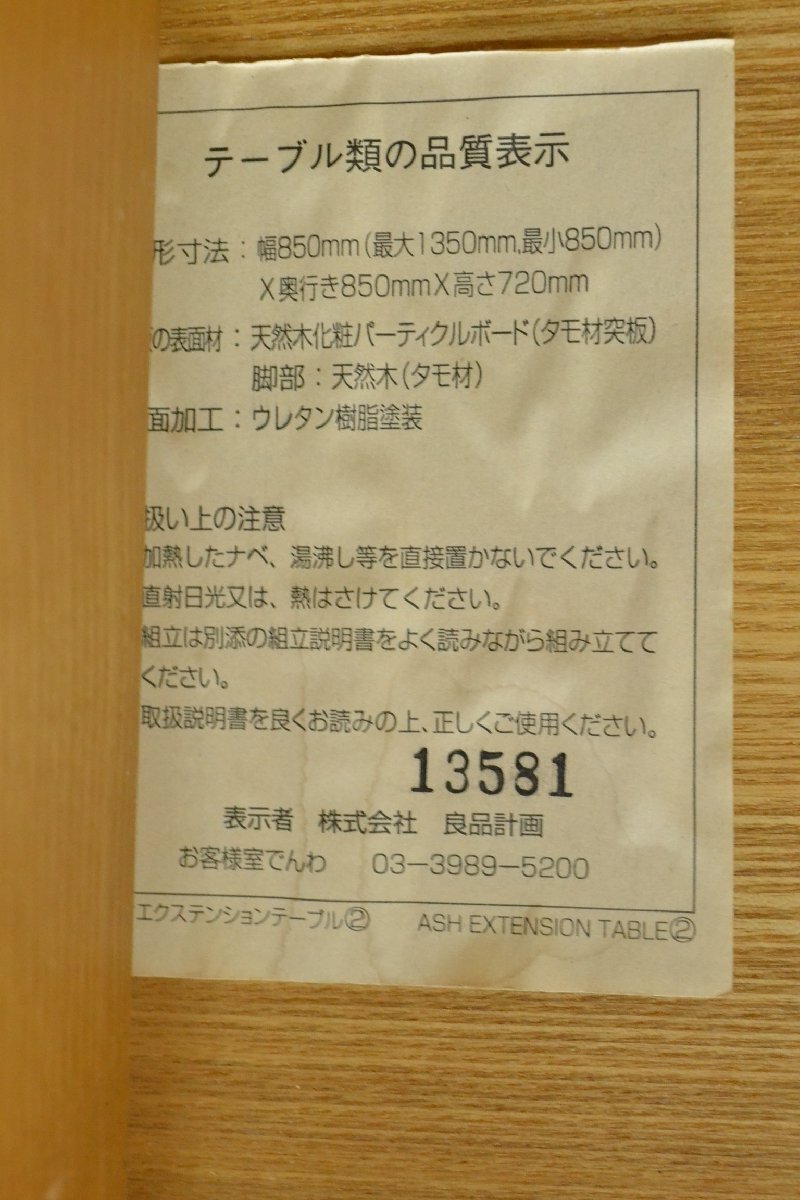 テーブル類の品質表示
形寸法：幅850mm（最大1350mm,最小850mm）
X奥行き850mmX高さ720mm
の表面材：天然木化粧パーティクルボード（タモ材突板）
脚部：天然木（タモ材）
面加工：ウレタン樹脂塗装
扱い上の注意
加熱したナベ、湯沸し等を直接置かないでください。
直射日光又は、熱はさけてください。
組立は別添の組立説明書をよく読みながら組み立てて
ください。
取扱説明書を良くお読みの上、正しくご使用ください。
13581
表示者　株式会社　良品計画
お客様室でんわ　03-3989-5200
エクステンションテーブル②　ASH EXTENSION TABLE②